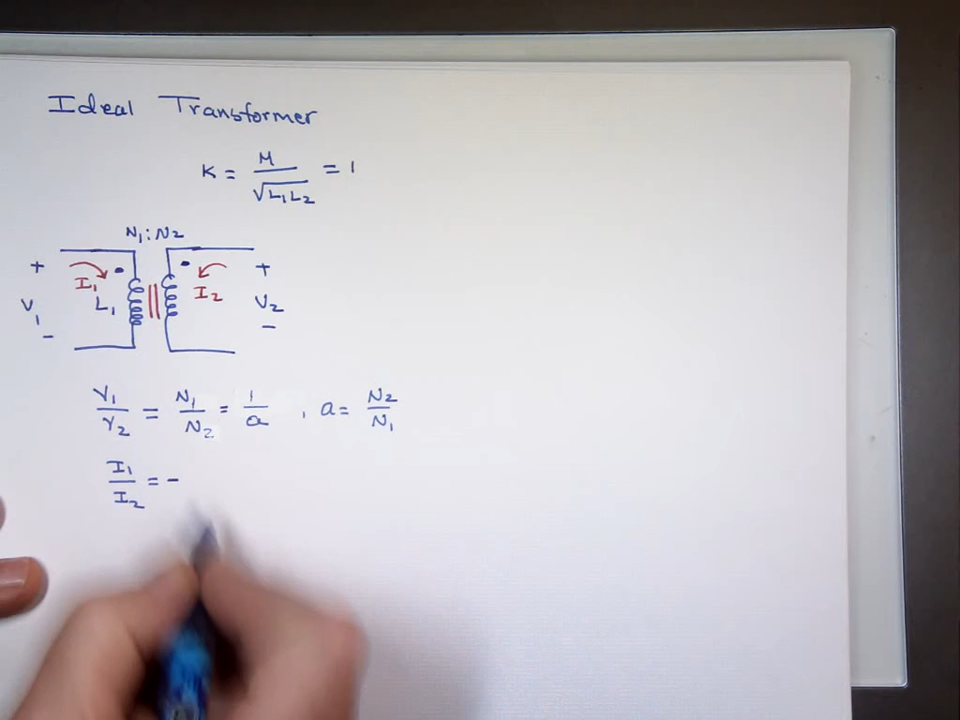 Ideal Transformer
K = M / √L₁L₂ = 1
N₁:N₂
+ I₁ I₂ +
V₁ L₁ V₂
- -
V₁/V₂ = N₁/N₂ = 1/a , a = N₂/N₁
I₁/I₂ = -